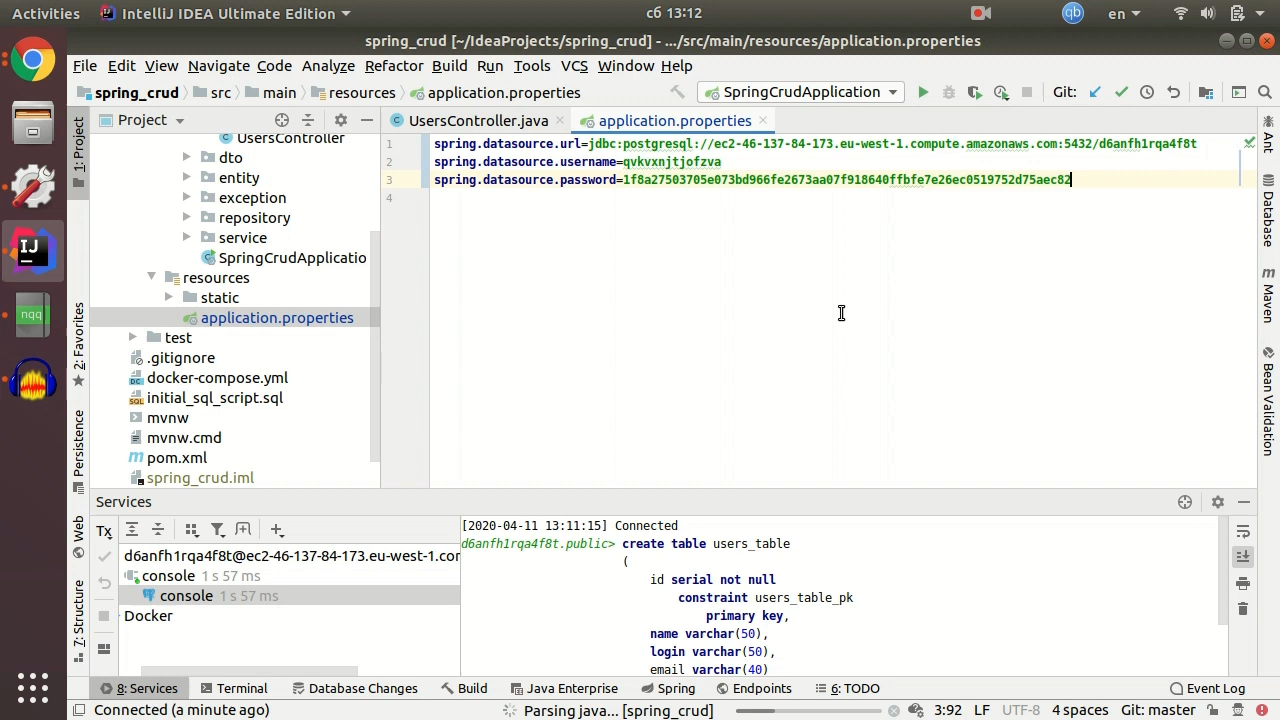 Activities IntelliJ IDEA Ultimate Edition сб 13:12 qb en
spring_crud [~/IdeaProjects/spring_crud] - .../src/main/resources/application.properties
File Edit View Navigate Code Analyze Refactor Build Run Tools VCS Window Help
spring_crud src main resources application.properties SpringCrudApplication Git:
Project UsersController.java application.properties
1: Project
2: Favorites
Persistence
Web
7: Structure
UsersController
dto
entity
exception
repository
service
SpringCrudApplicatio
resources
static
application.properties
test
.gitignore
docker-compose.yml
initial_sql_script.sql
mvnw
mvnw.cmd
pom.xml
spring_crud.iml
1 spring.datasource.url=jdbc:postgresql://ec2-46-137-84-173.eu-west-1.compute.amazonaws.com:5432/d6anfh1rqa4f8t
2 spring.datasource.username=qvkvxnjtjofzva
3 spring.datasource.password=1f8a27503705e073bd966fe2673aa07f918640ffbfe7e26ec0519752d75aec82
4
Ant
Database
Maven
Bean Validation
Services
Tx
d6anfh1rqa4f8t@ec2-46-137-84-173.eu-west-1.cor
console 1 s 57 ms
console 1 s 57 ms
Docker
[2020-04-11 13:11:15] Connected
d6anfh1rqa4f8t.public> create table users_table
(
id serial not null
constraint users_table_pk
primary key,
name varchar(50),
login varchar(50),
email varchar(40)
8: Services Terminal Database Changes Build Java Enterprise Spring Endpoints 6: TODO Event Log
Connected (a minute ago) Parsing java... [spring_crud] 3:92 LF UTF-8 4 spaces Git: master
IJ
nqq